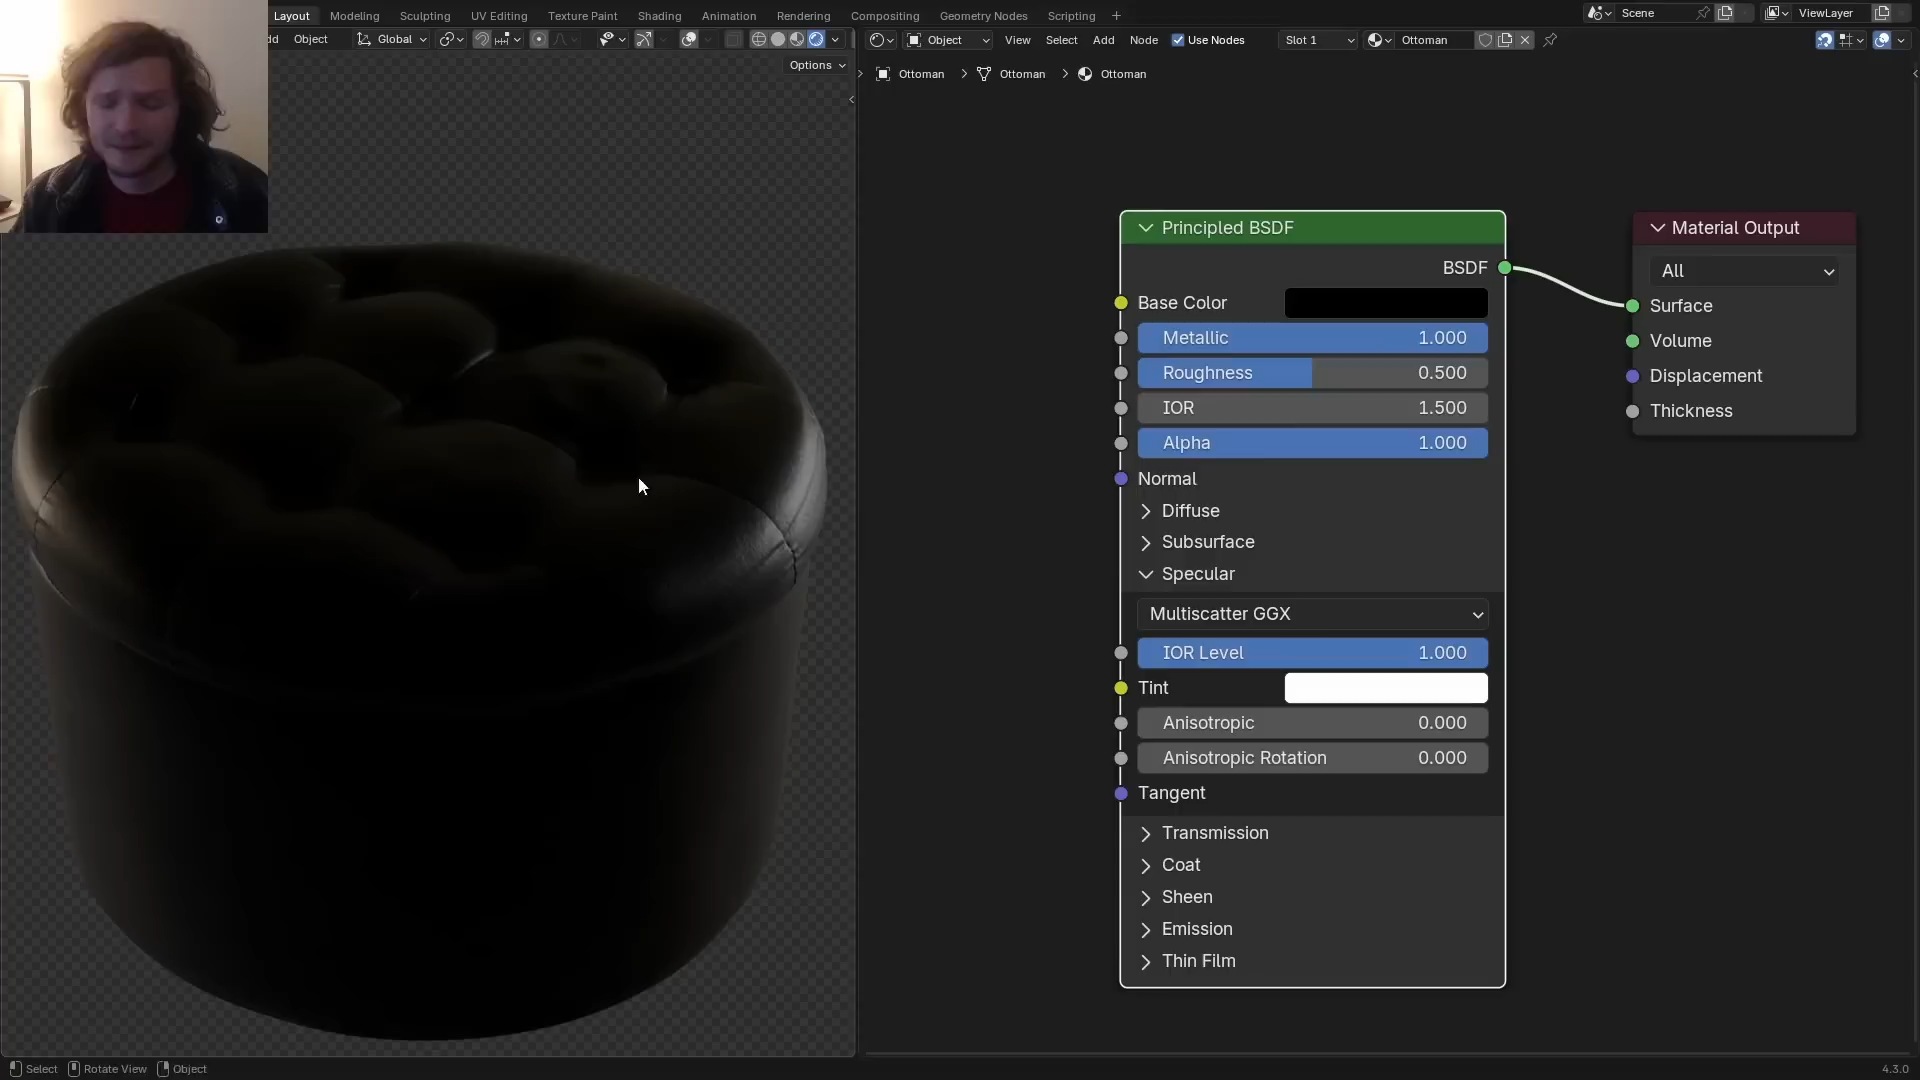 Layout Modeling Sculpting UV Editing Texture Paint Shading Animation Rendering Compositing Geometry Nodes Scripting + Scene ViewLayer
dd Object Global Object View Select Add Node Use Nodes Slot 1 Ottoman
Options
Ottoman Ottoman Ottoman
Principled BSDF
BSDF
Base Color
Metallic 1.000
Roughness 0.500
IOR 1.500
Alpha 1.000
Normal
Diffuse
Subsurface
Specular
Multiscatter GGX
IOR Level 1.000
Tint
Anisotropic 0.000
Anisotropic Rotation 0.000
Tangent
Transmission
Coat
Sheen
Emission
Thin Film
Material Output
All
Surface
Volume
Displacement
Thickness
Select Rotate View Object 4.3.0